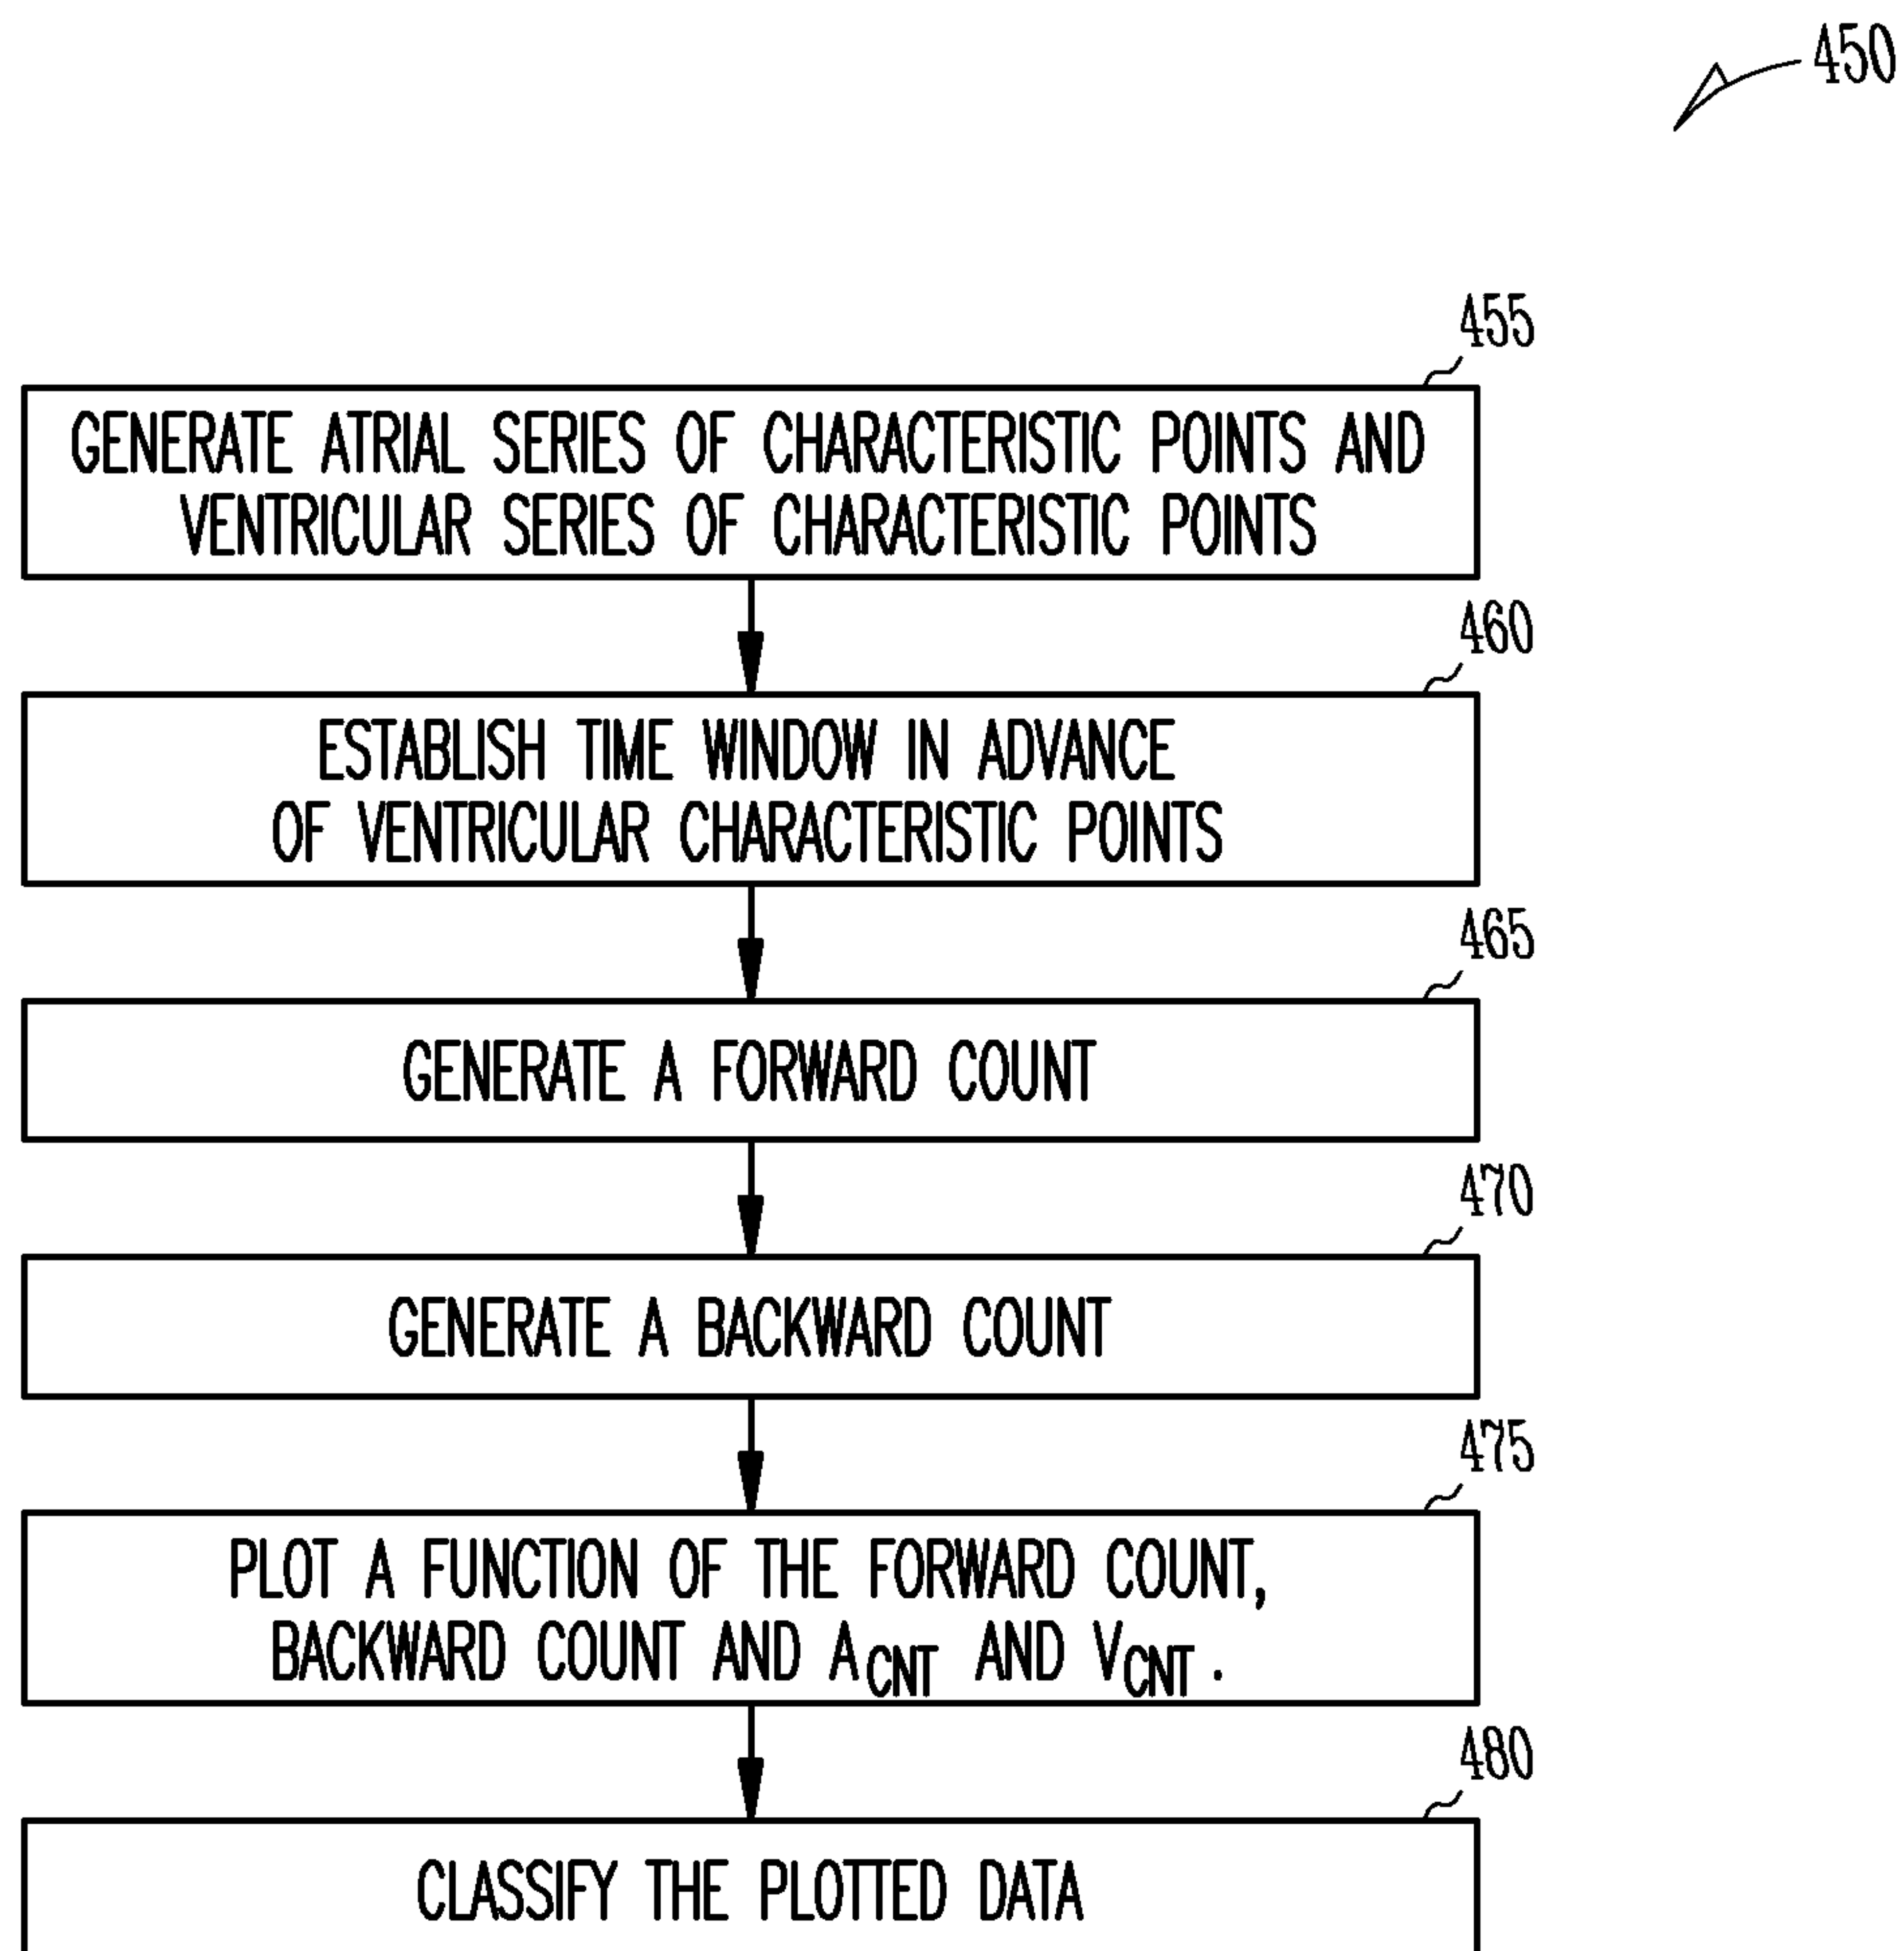 450
455
GENERATE ATRIAL SERIES OF CHARACTERISTIC POINTS AND
VENTRICULAR SERIES OF CHARACTERISTIC POINTS
460
ESTABLISH TIME WINDOW IN ADVANCE
OF VENTRICULAR CHARACTERISTIC POINTS
465
GENERATE A FORWARD COUNT
470
GENERATE A BACKWARD COUNT
475
PLOT A FUNCTION OF THE FORWARD COUNT,
BACKWARD COUNT AND ACNT AND VCNT.
480
CLASSIFY THE PLOTTED DATA